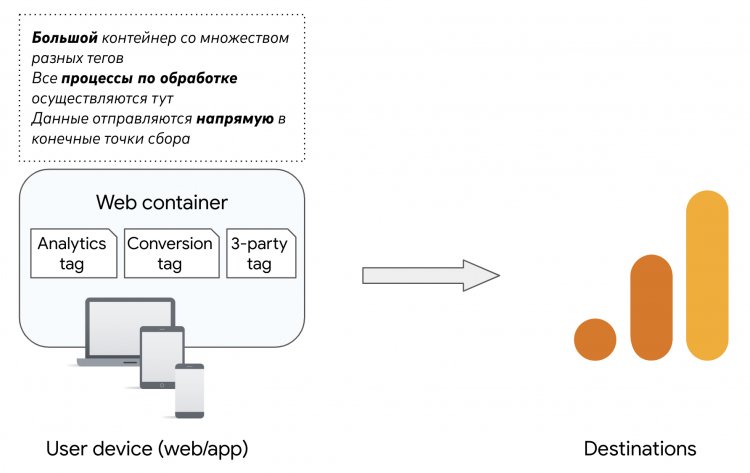 Большой контейнер со множеством
разных тегов
Все процессы по обработке
осуществляются тут
Данные отправляются напрямую в
конечные точки сбора
Web container
Analytics
tag
Conversion
tag
3-party
tag
User device (web/app)
Destinations